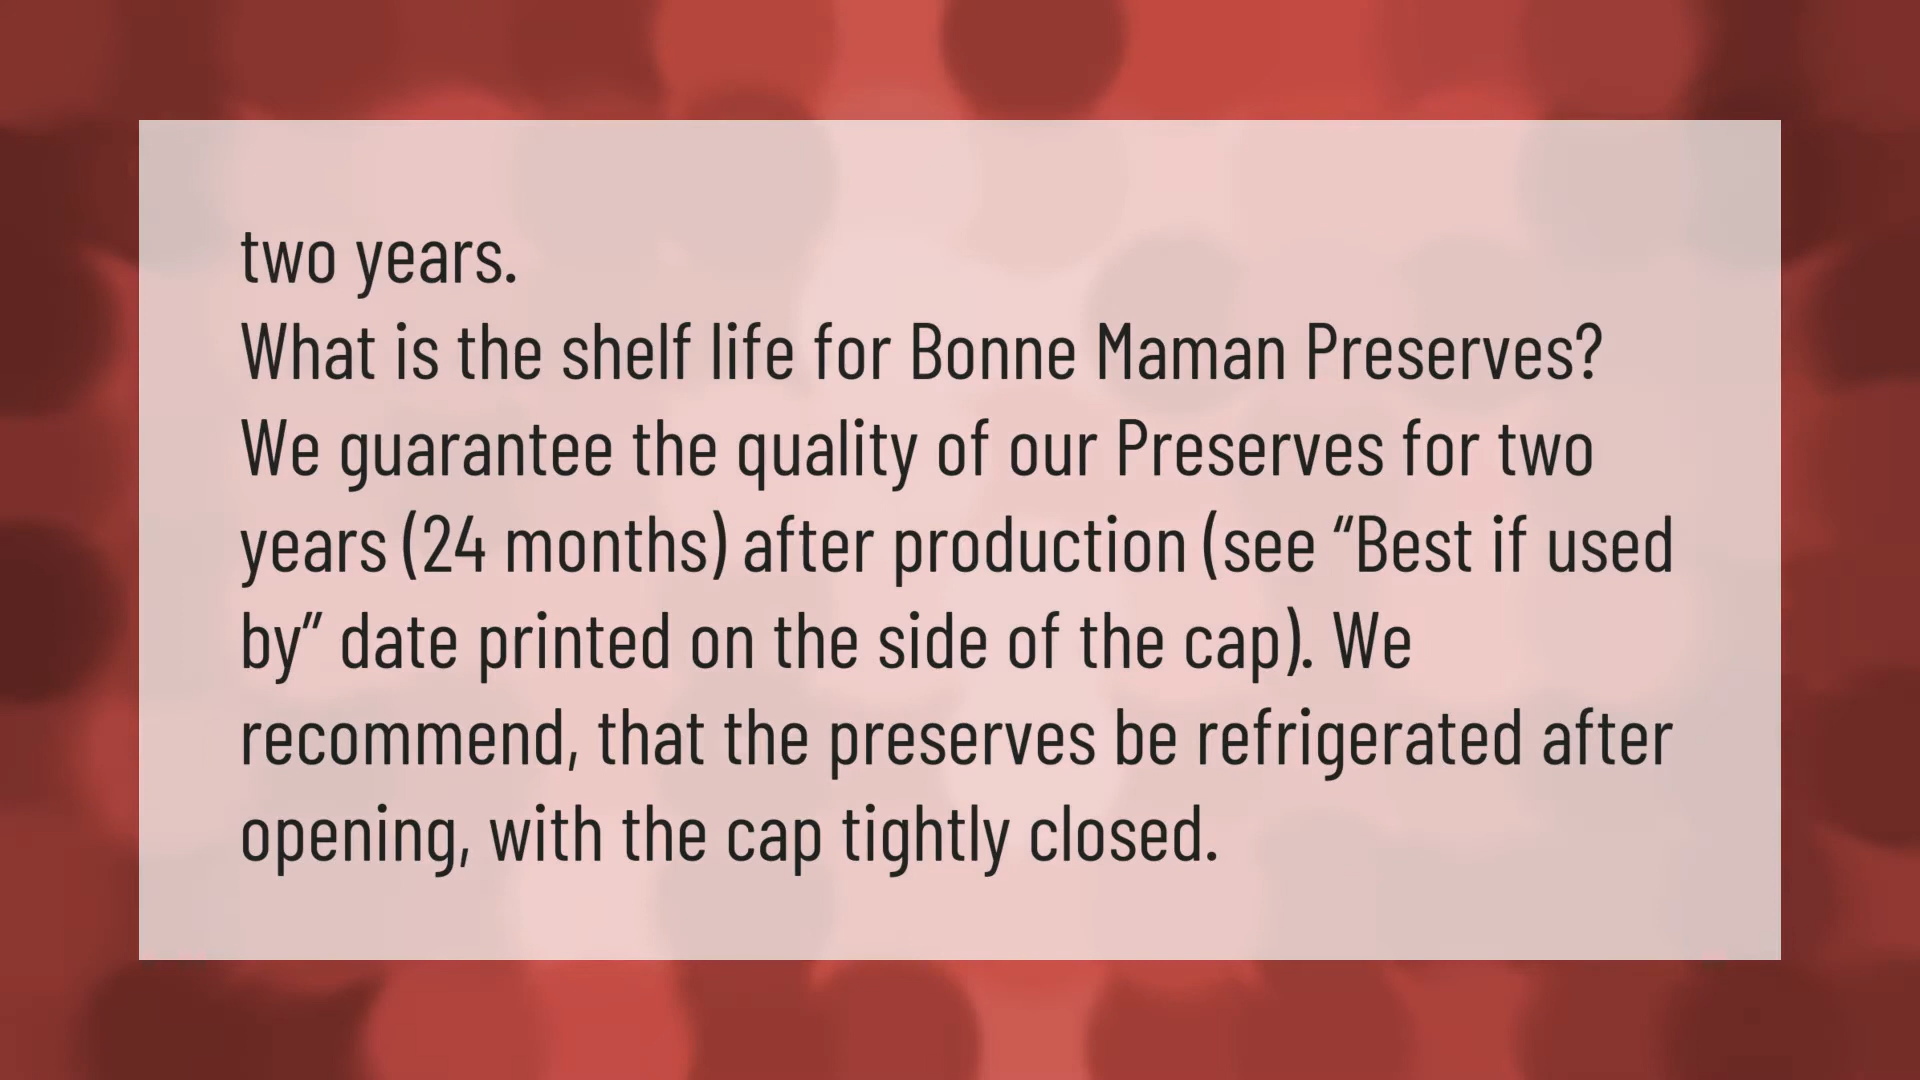 two years.
What is the shelf life for Bonne Maman Preserves?
We guarantee the quality of our Preserves for two
years (24 months) after production (see “Best if used
by” date printed on the side of the cap). We
recommend, that the preserves be refrigerated after
opening, with the cap tightly closed.